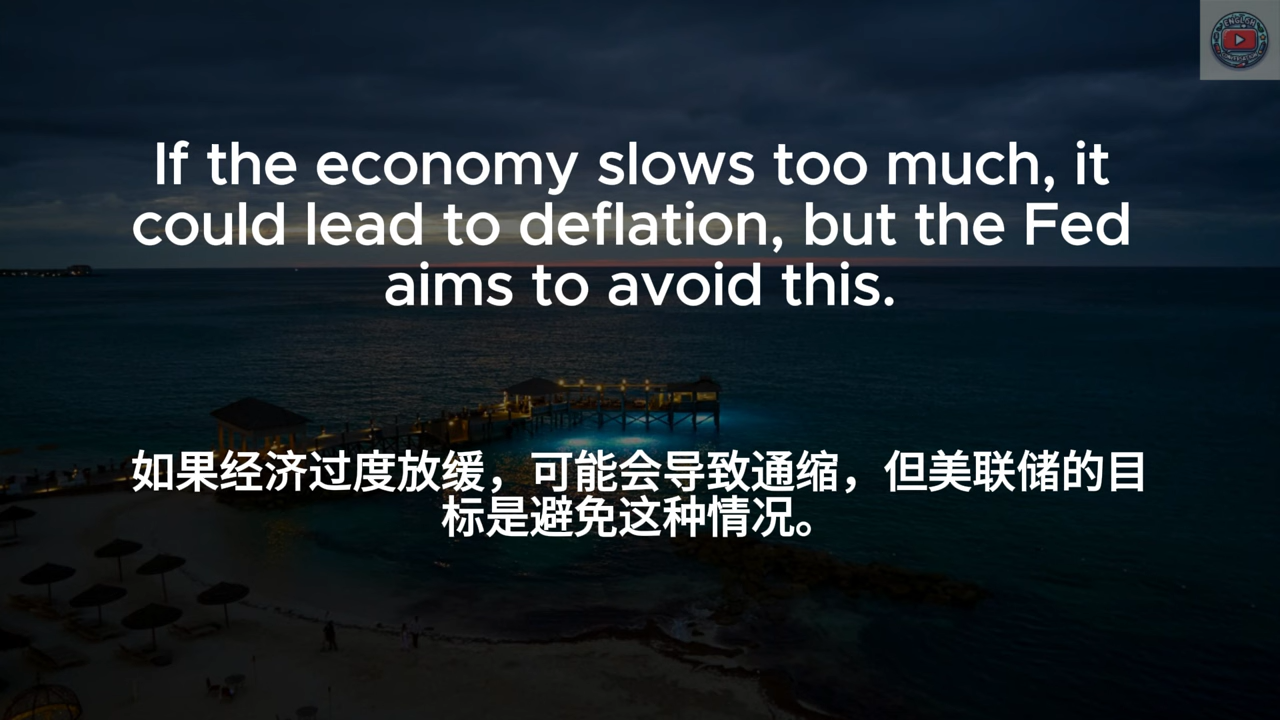 If the economy slows too much, it
could lead to deflation, but the Fed
aims to avoid this.
如果经济过度放缓，可能会导致通缩，但美联储的目
标是避免这种情况。